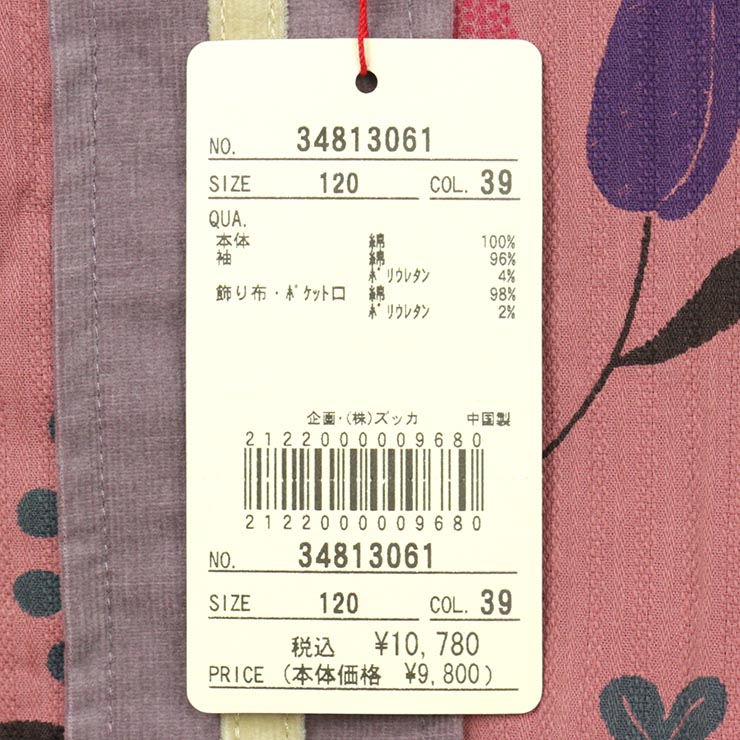 NO. 34813061
SIZE 120 COL. 39
QUA.
本体 綿 100%
袖 綿 96%
ﾎﾟﾘｳﾚﾀﾝ 4%
飾り布・ﾎﾟｹｯﾄ口 綿 98%
ﾎﾟﾘｳﾚﾀﾝ 2%
企画・(株)ズッカ 中国製
2122000009680
2122000009680
NO. 34813061
SIZE 120 COL. 39
税込 ¥10,780
PRICE (本体価格 ¥9,800)